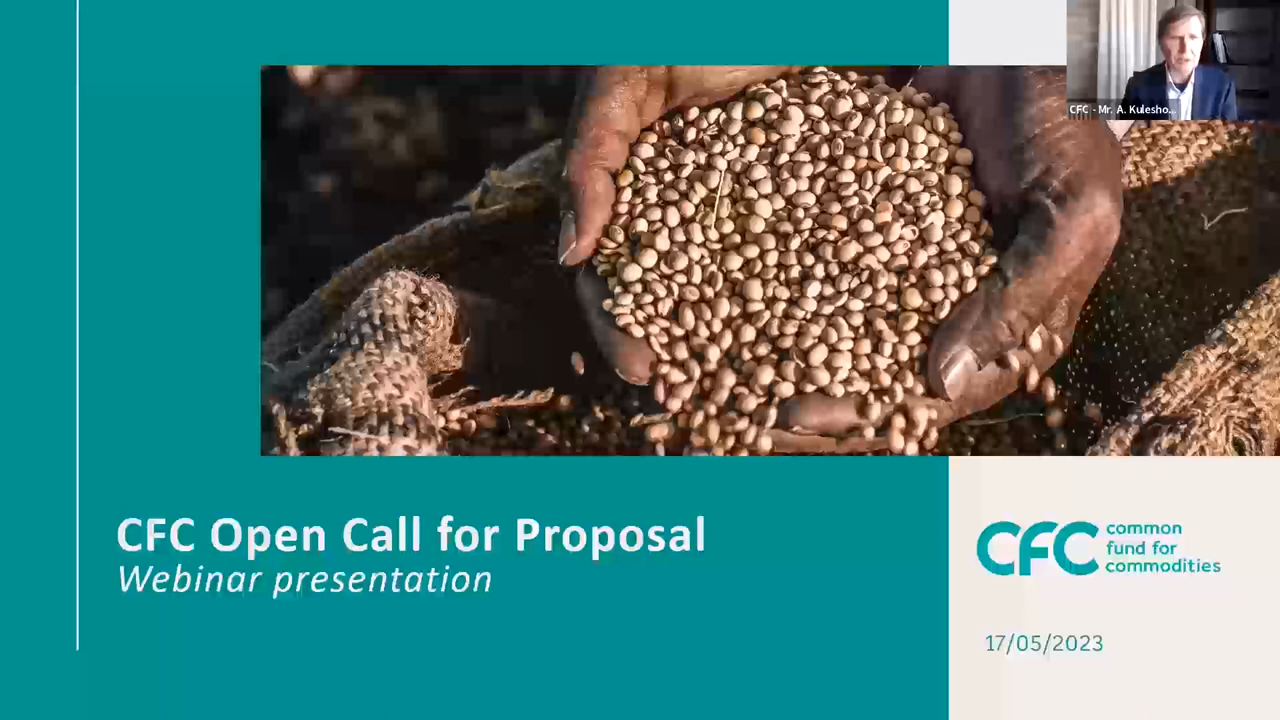 CFC - Mr. A. Kulesho...
CFC Open Call for Proposal
Webinar presentation
CFC common
fund for
commodities
17/05/2023